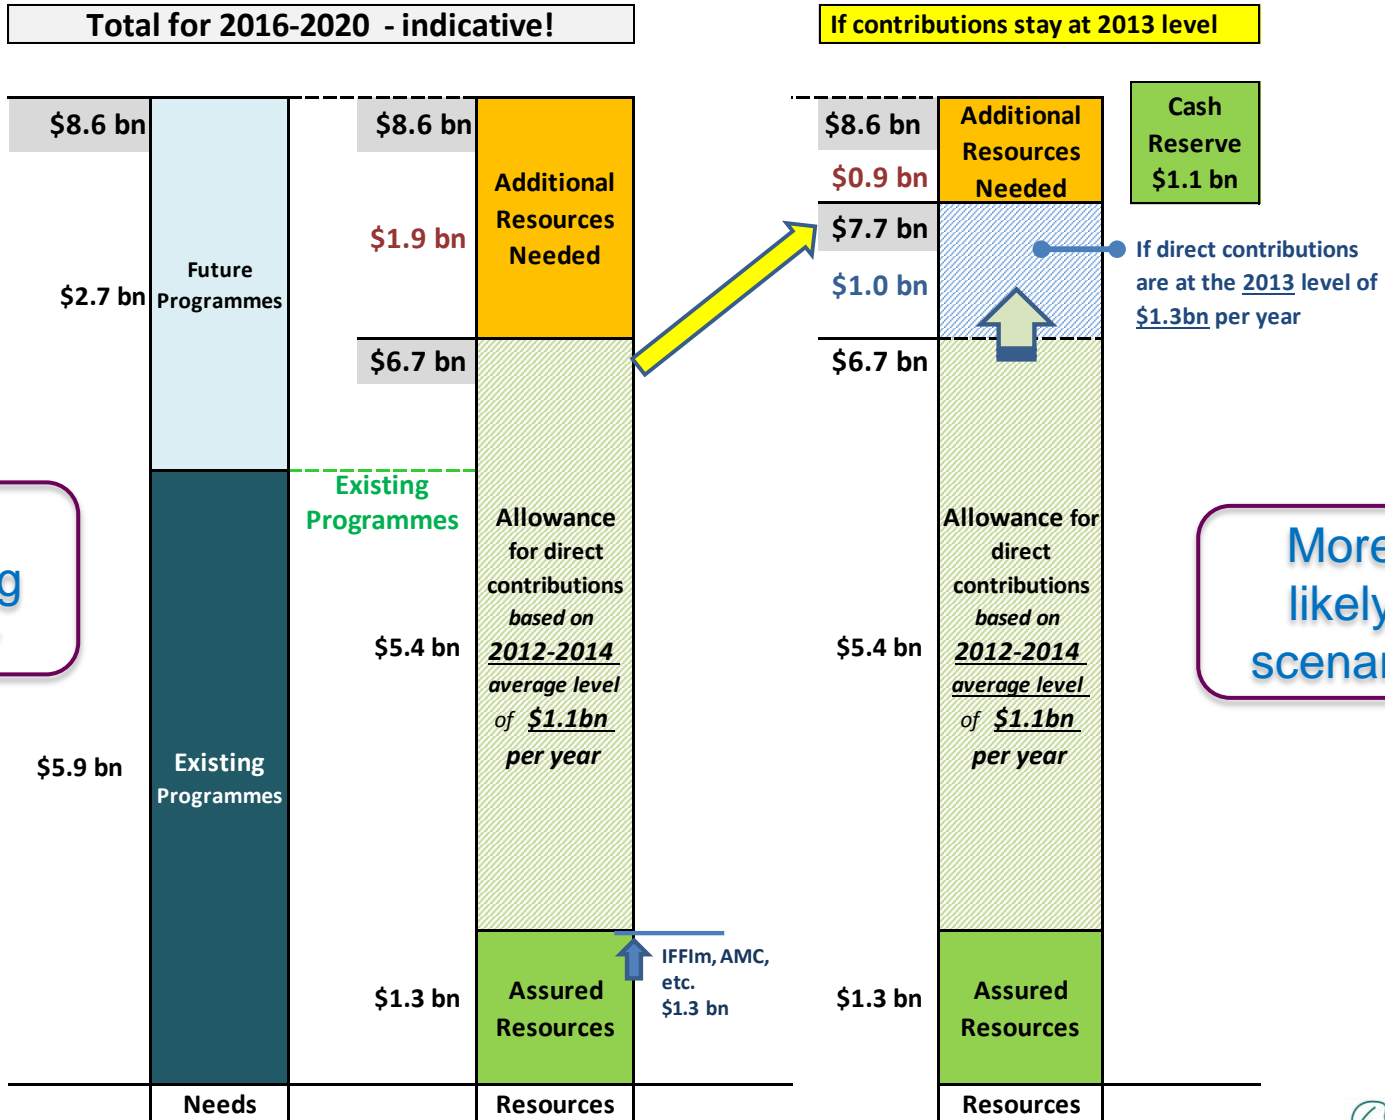 Total for 2016-2020 - indicative!
If contributions stay at 2013 level
$8.6 bn
$2.7 bn
$5.9 bn
Future
Programmes
Existing
Programmes
Needs
$8.6 bn
$1.9 bn
$6.7 bn
Existing
Programmes
$5.4 bn
$1.3 bn
Additional
Resources
Needed
Allowance
for direct
contributions
based on
2012-2014
average level
of $1.1bn
per year
Assured
Resources
Resources
IFFIm, AMC,
etc.
$1.3 bn
$8.6 bn
$0.9 bn
$7.7 bn
$1.0 bn
$6.7 bn
$5.4 bn
$1.3 bn
Additional
Resources
Needed
Allowance for
direct
contributions
based on
2012-2014
average level
of $1.1bn
per year
Assured
Resources
Resources
Cash
Reserve
$1.1 bn
If direct contributions
are at the 2013 level of
$1.3bn per year
More
likely
scenar
g